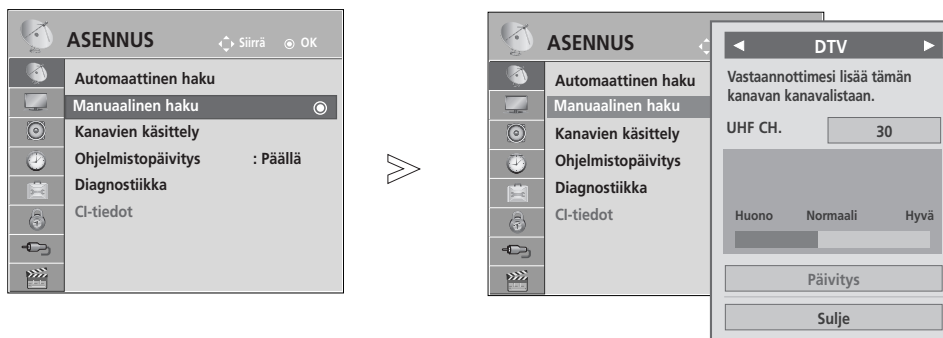 ASENNUS Siirrä OK
Automaattinen haku
Manuaalinen haku
Kanavien käsittely
Ohjelmistopäivitys : Päällä
Diagnostiikka
CI-tiedot
ASENNUS
Automaattinen haku
Manuaalinen haku
Kanavien käsittely
Ohjelmistopäivitys
Diagnostiikka
CI-tiedot
DTV
Vastaannottimesi lisää tämän
kanavan kanavalistaan.
UHF CH. 30
Huono Normaali Hyvä
Päivitys
Sulje